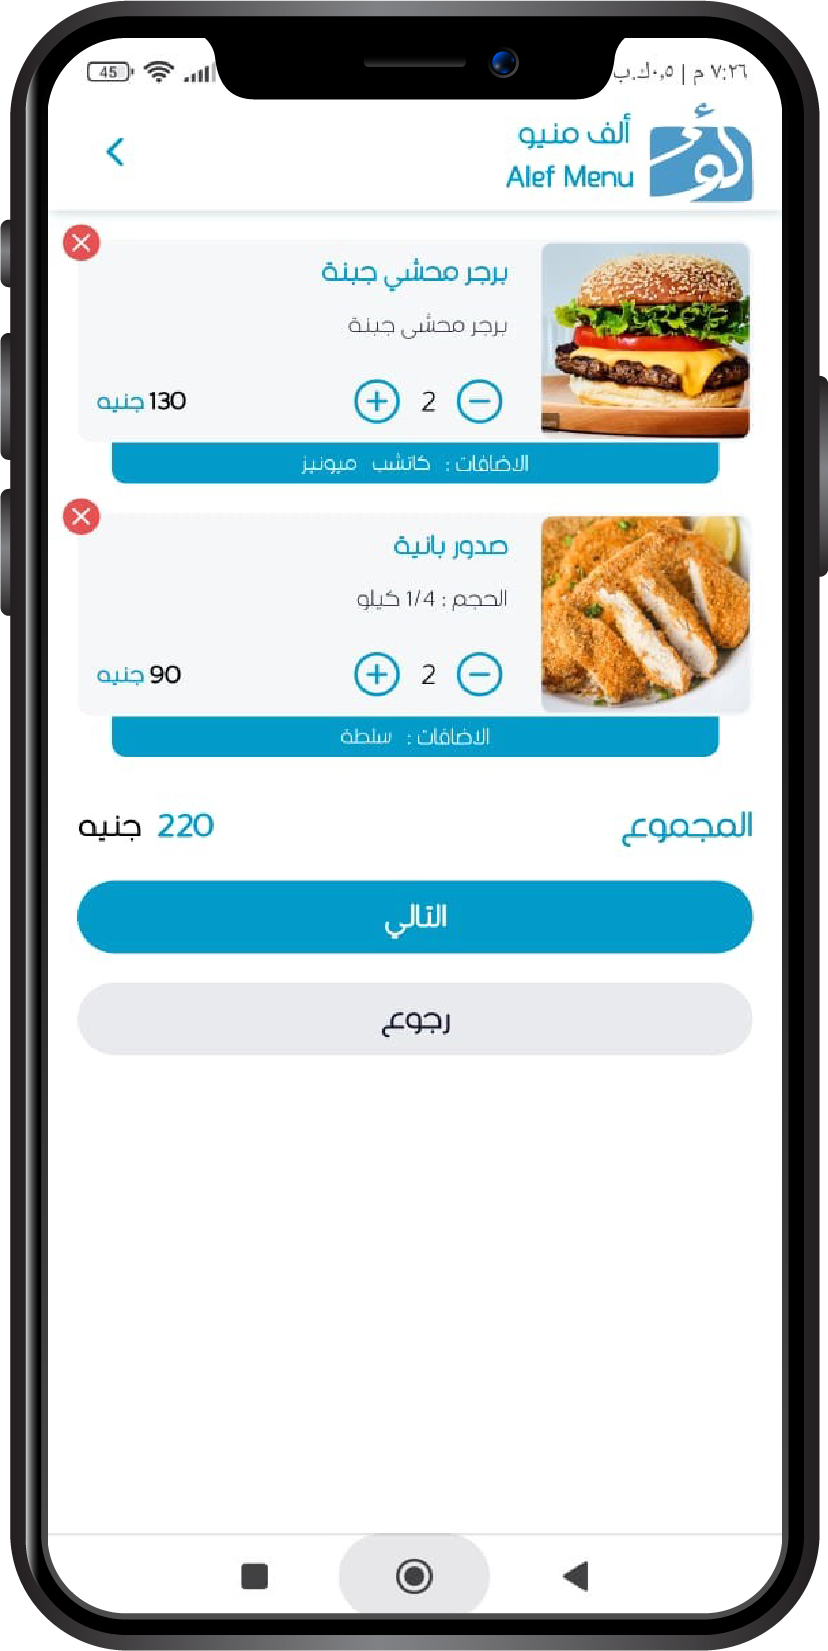 ٧:٢٦ م | ٠,٥ك.ب
45
ألف منيو
Alef Menu
برجر محشي جبنة
برجر محشي جبنة
2
130 جنيه
الاضافات : كاتشب ميونيز
صدور بانية
الحجم : 1/4 كيلو
2
90 جنيه
الاضافات : سلطة
المجموع
220 جنيه
التالي
رجوع